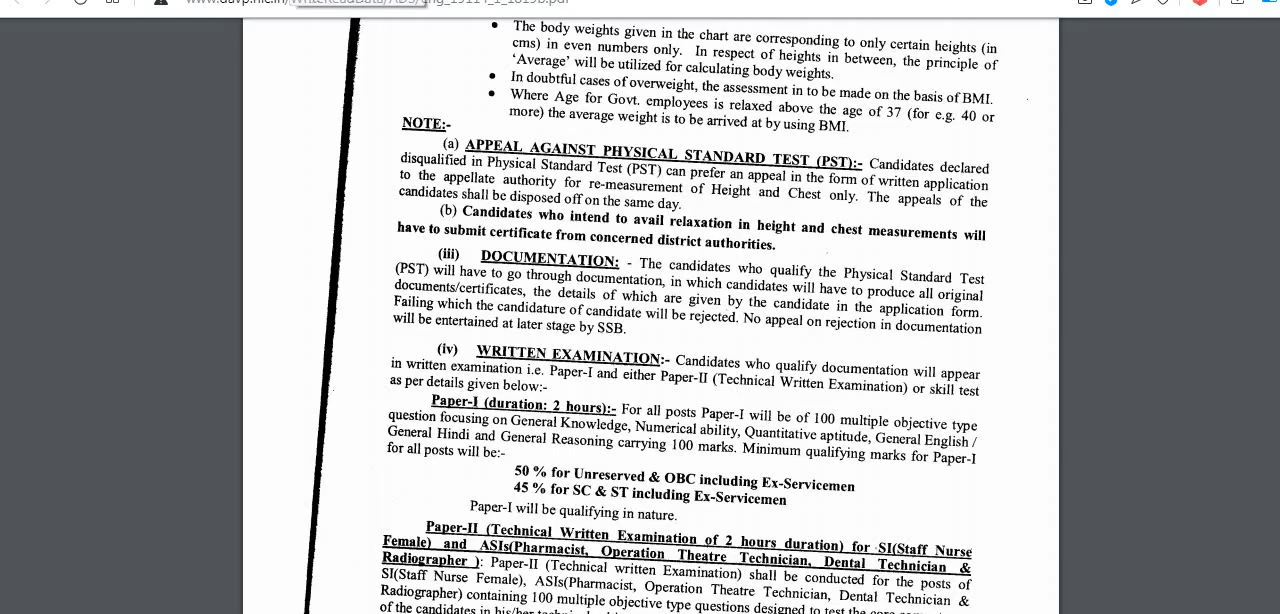 The body weights given in the chart are corresponding to only certain heights (in
cms) in even numbers only. In respect of heights in between, the principle of
‘Average’ will be utilized for calculating body weights.
In doubtful cases of overweight, the assessment in to be made on the basis of BMI.
Where Age for Govt. employees is relaxed above the age of 37 (for e.g. 40 or
more) the average weight is to be arrived at by using BMI.
NOTE:-
(a) APPEAL AGAINST PHYSICAL STANDARD TEST (PST):- Candidates declared
disqualified in Physical Standard Test (PST) can prefer an appeal in the form of written application
to the appellate authority for re-measurement of Height and Chest only. The appeals of the
candidates shall be disposed off on the same day.
(b) Candidates who intend to avail relaxation in height and chest measurements will
have to submit certificate from concerned district authorities.
(iii) DOCUMENTATION: - The candidates who qualify the Physical Standard Test
(PST) will have to go through documentation, in which candidates will have to produce all original
documents/certificates, the details of which are given by the candidate in the application form.
Failing which the candidature of candidate will be rejected. No appeal on rejection in documentation
will be entertained at later stage by SSB.
(iv) WRITTEN EXAMINATION:- Candidates who qualify documentation will appear
in written examination i.e. Paper-I and either Paper-II (Technical Written Examination) or skill test
as per details given below:-
Paper-I (duration: 2 hours):- For all posts Paper-I will be of 100 multiple objective type
question focusing on General Knowledge, Numerical ability, Quantitative aptitude, General English /
General Hindi and General Reasoning carrying 100 marks. Minimum qualifying marks for Paper-I
for all posts will be:-
50 % for Unreserved & OBC including Ex-Servicemen
45 % for SC & ST including Ex-Servicemen
Paper-I will be qualifying in nature.
Paper-II (Technical Written Examination of 2 hours duration) for SI(Staff Nurse
Female) and ASIs(Pharmacist, Operation Theatre Technician, Dental Technician &
Radiographer ): Paper-II (Technical written Examination) shall be conducted for the posts of
SI(Staff Nurse Female), ASIs(Pharmacist, Operation Theatre Technician, Dental Technician &
Radiographer) containing 100 multiple objective type questions designed to test the
of the candidates in his/her